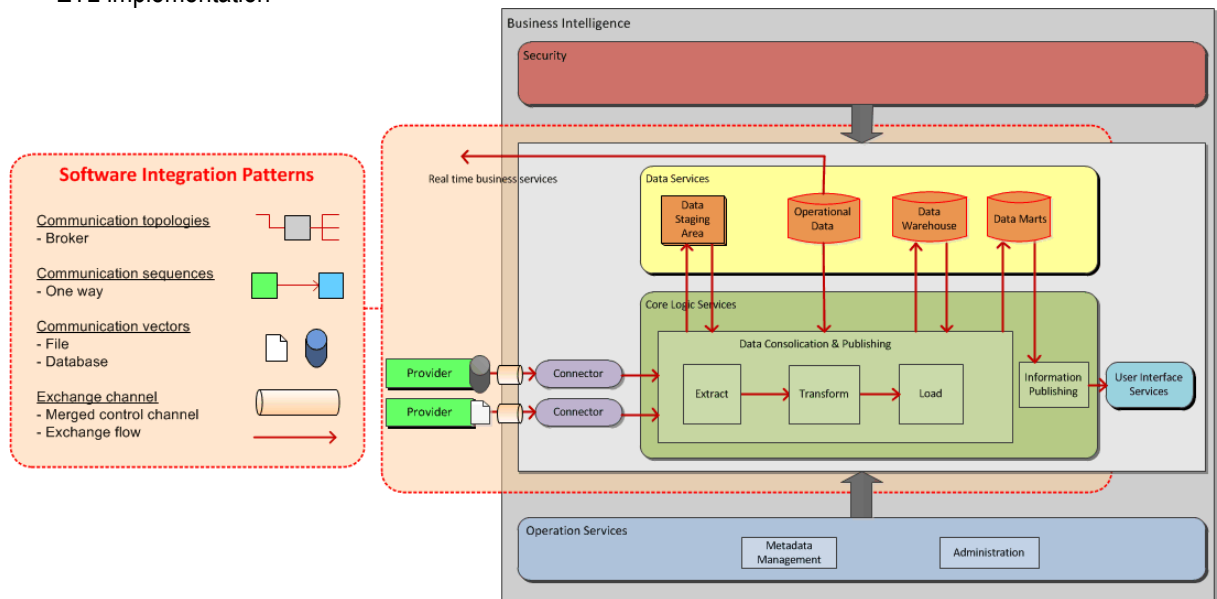 ETL implementation
Business Intelligence
Security
Software Integration Patterns
Communication topologies
- Broker
Communication sequences
- One way
Communication vectors
- File
- Database
Exchange channel
- Merged control channel
- Exchange flow
Real time business services
Data Services
Data
Staging
Area
Operational
Data
Data
Warehouse
Data Marts
Core Logic Services
Data Consolication & Publishing
Provider
Connector
Provider
Connector
Extract
Transform
Load
Information
Publishing
User Interface
Services
Operation Services
Metadata
Management
Administration